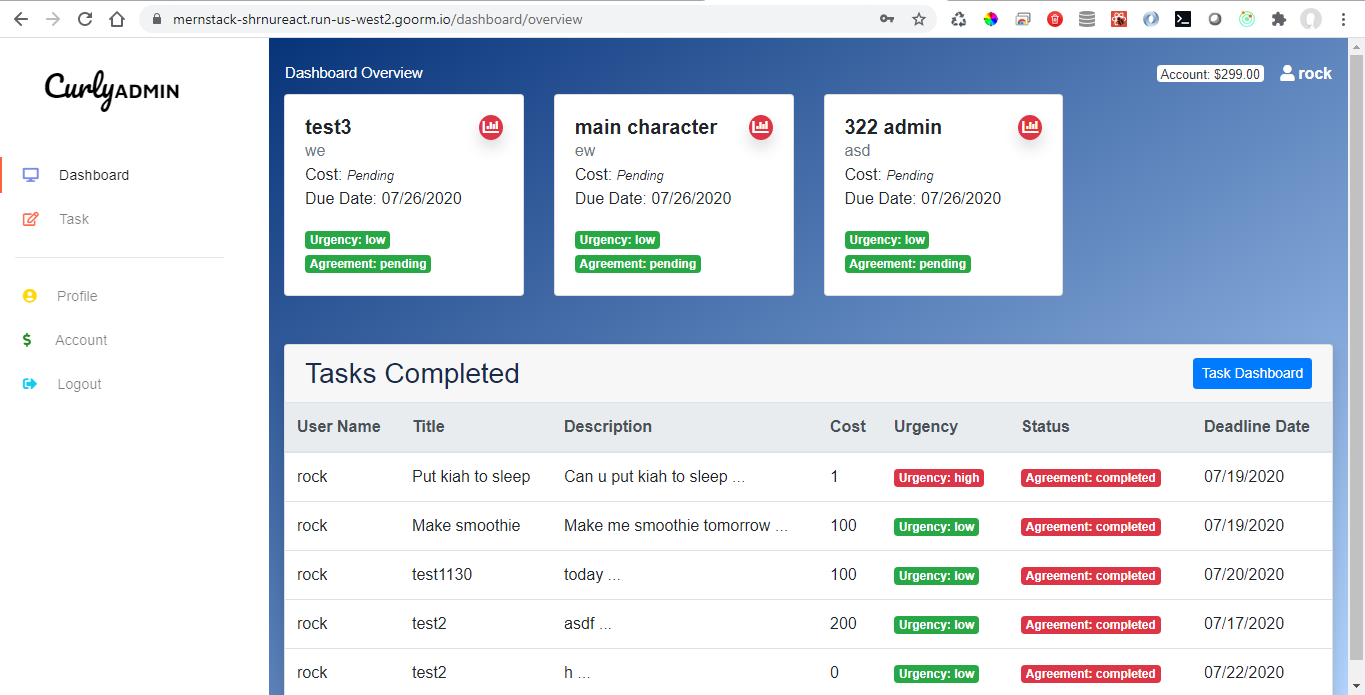 mernstack-shrnureact.run-us-west2.goorm.io/dashboard/overview
CurlyADMIN
Dashboard
Task
Profile
Account
Logout
Dashboard Overview
Account: $299.00
rock
test3
we
Cost: Pending
Due Date: 07/26/2020
Urgency: low
Agreement: pending
main character
ew
Cost: Pending
Due Date: 07/26/2020
Urgency: low
Agreement: pending
322 admin
asd
Cost: Pending
Due Date: 07/26/2020
Urgency: low
Agreement: pending
Tasks Completed
Task Dashboard
User Name Title Description Cost Urgency Status Deadline Date
rock Put kiah to sleep Can u put kiah to sleep ... 1 Urgency: high Agreement: completed 07/19/2020
rock Make smoothie Make me smoothie tomorrow ... 100 Urgency: low Agreement: completed 07/19/2020
rock test1130 today ... 100 Urgency: low Agreement: completed 07/20/2020
rock test2 asdf ... 200 Urgency: low Agreement: completed 07/17/2020
rock test2 h ... 0 Urgency: low Agreement: completed 07/22/2020